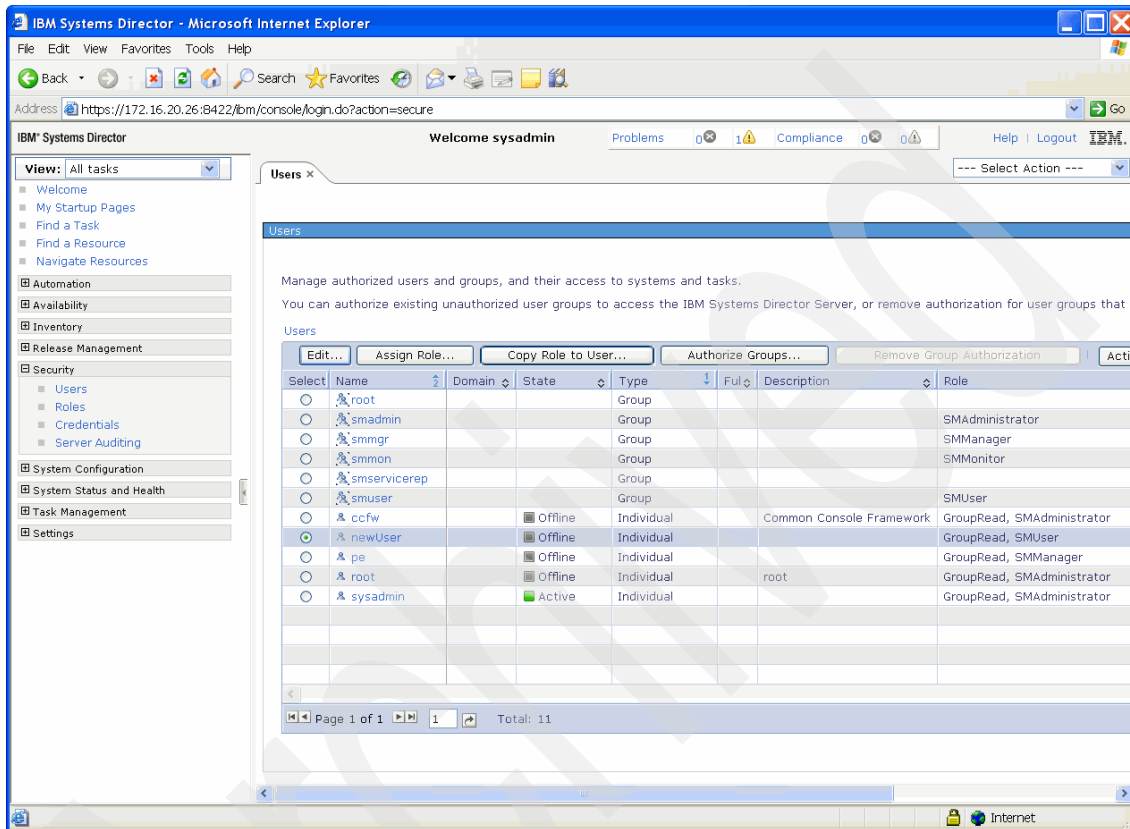 IBM Systems Director - Microsoft Internet Explorer
File Edit View Favorites Tools Help
Back Search Favorites
Address https://172.16.20.26:8422/ibm/console/login.do?action=secure Go
IBM® Systems Director Welcome sysadmin Problems 0 1 Compliance 0 0 Help | Logout IBM.
View: All tasks
Users × --- Select Action ---
Welcome
My Startup Pages
Find a Task
Find a Resource
Navigate Resources
Automation
Availability
Inventory
Release Management
Security
Users
Roles
Credentials
Server Auditing
System Configuration
System Status and Health
Task Management
Settings
Users
Manage authorized users and groups, and their access to systems and tasks.
You can authorize existing unauthorized user groups to access the IBM Systems Director Server, or remove authorization for user groups that
Users
Edit... Assign Role... Copy Role to User... Authorize Groups... Remove Group Authorization Acti
Select Name 2 Domain State Type 1 Ful Description Role
root Group
smadmin Group SMAdministrator
smmgr Group SMManager
smmon Group SMMonitor
smservicerep Group
smuser Group SMUser
ccfw Offline Individual Common Console Framework GroupRead, SMAdministrator
newUser Offline Individual GroupRead, SMUser
pe Offline Individual GroupRead, SMManager
root Offline Individual root GroupRead, SMAdministrator
sysadmin Active Individual GroupRead, SMAdministrator
Page 1 of 1 1 Total: 11
Internet